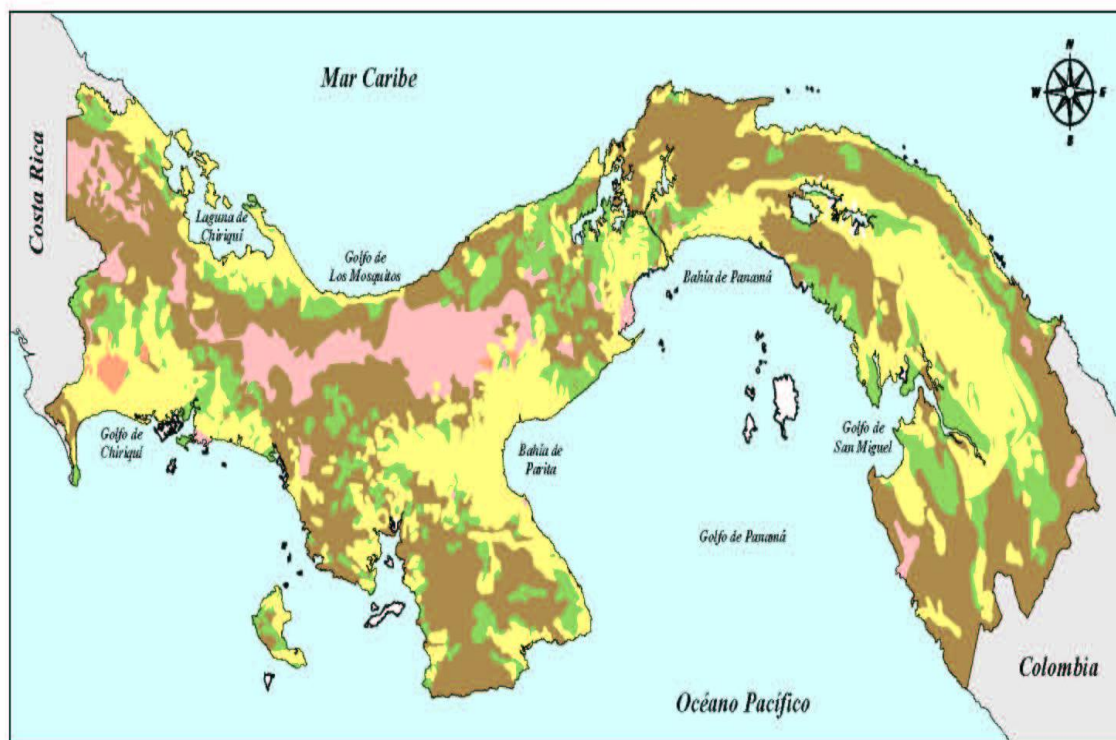 Mar Caribe
N
W
E
S
Costa Rica
Laguna de
Chiriquí
Golfo de
Los Mosquitos
Bahía de Panamá
Golfo de
Chiriquí
Bahía de
Parita
Golfo de
San Miguel
Golfo de Panamá
Colombia
Océano Pacífico